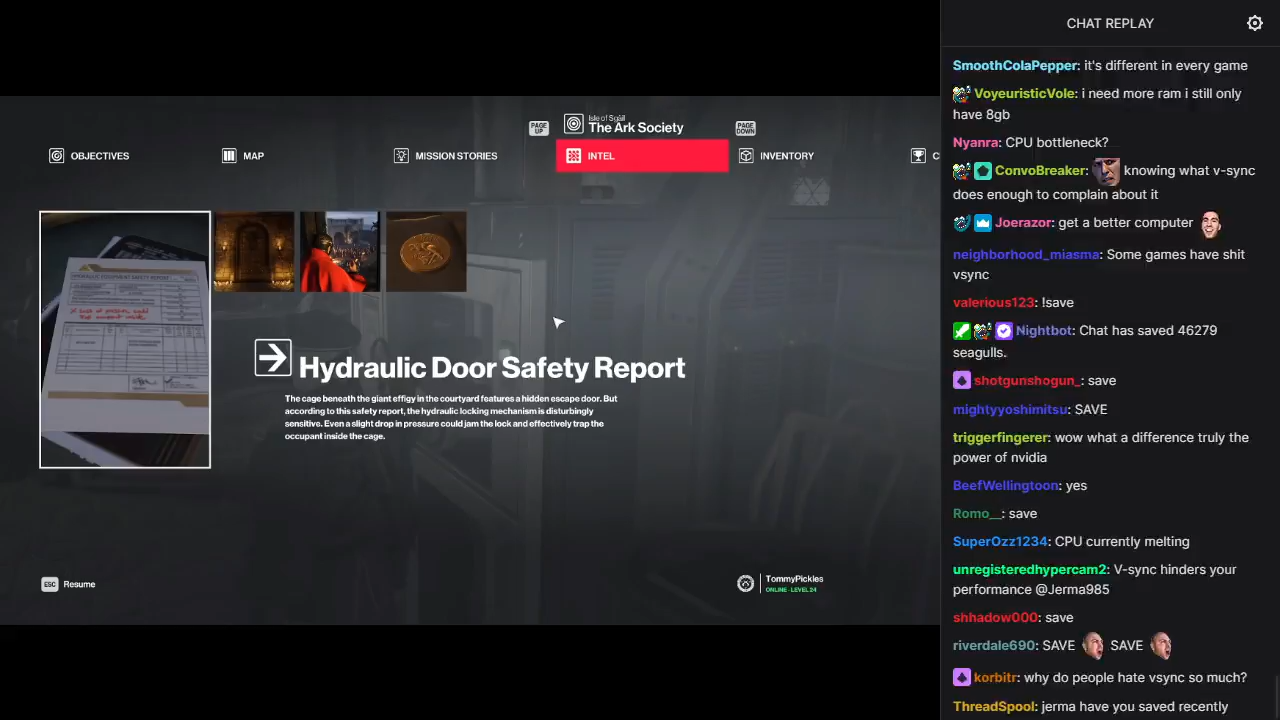 CHAT REPLAY
PAGE UP
Isle of Sgàil
The Ark Society
PAGE DOWN
OBJECTIVES
MAP
MISSION STORIES
INTEL
INVENTORY
C
Hydraulic Door Safety Report
The cage beneath the giant effigy in the courtyard features a hidden escape door. But
according to this safety report, the hydraulic locking mechanism is disturbingly
sensitive. Even a slight drop in pressure could jam the lock and effectively trap the
occupant inside the cage.
ESC Resume
TommyPickles
ONLINE - LEVEL 24
SmoothColaPepper: it's different in every game
VoyeuristicVole: i need more ram i still only
have 8gb
Nyanra: CPU bottleneck?
ConvoBreaker: knowing what v-sync
does enough to complain about it
Joerazor: get a better computer
neighborhood_miasma: Some games have shit
vsync
valerious123: !save
Nightbot: Chat has saved 46279
seagulls.
shotgunshogun_: save
mightyyoshimitsu: SAVE
triggerfingerer: wow what a difference truly the
power of nvidia
BeefWellingtoon: yes
Romo__: save
SuperOzz1234: CPU currently melting
unregisteredhypercam2: V-sync hinders your
performance @Jerma985
shhadow000: save
riverdale690: SAVE SAVE
korbitr: why do people hate vsync so much?
ThreadSpool: jerma have you saved recently